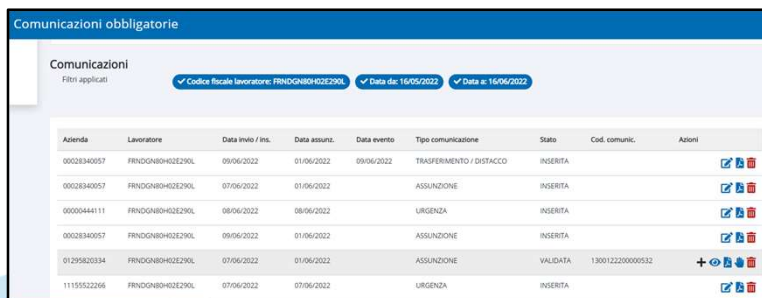 Comunicazioni obbligatorie
Comunicazioni
Filtri applicati ✓ Codice fiscale lavoratore: FRNDGN80H02E290L ✓ Data da: 16/05/2022 ✓ Data a: 16/06/2022
Azienda Lavoratore Data invio / ins. Data assunz. Data evento Tipo comunicazione Stato Cod. comunic. Azioni
00028340057 FRNDGN80H02E290L 09/06/2022 01/06/2022 09/06/2022 TRASFERIMENTO / DISTACCO INSERITA
00028340057 FRNDGN80H02E290L 07/06/2022 01/06/2022 ASSUNZIONE INSERITA
00000444111 FRNDGN80H02E290L 08/06/2022 08/06/2022 URGENZA INSERITA
00028340057 FRNDGN80H02E290L 09/06/2022 01/06/2022 ASSUNZIONE INSERITA
01295820334 FRNDGN80H02E290L 07/06/2022 01/06/2022 ASSUNZIONE VALIDATA 1300122200000532
11155522266 FRNDGN80H02E290L 07/06/2022 07/06/2022 URGENZA INSERITA